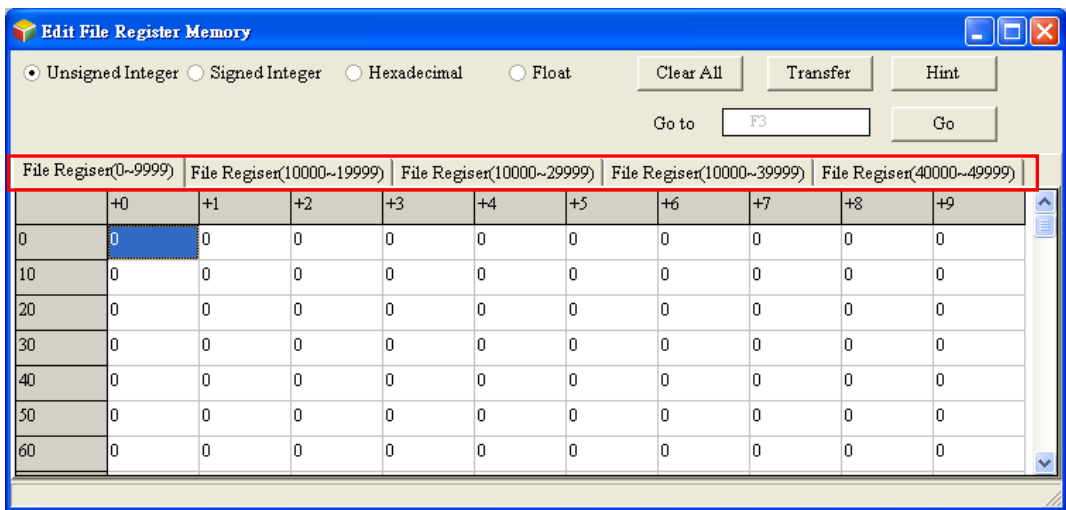 Edit File Register Memory
Unsigned Integer Signed Integer Hexadecimal Float Clear All Transfer Hint
Go to F3 Go
File Regiser(0~9999) File Regiser(10000~19999) File Regiser(10000~29999) File Regiser(10000~39999) File Regiser(40000~49999)
+0 +1 +2 +3 +4 +5 +6 +7 +8 +9
0 0 0 0 0 0 0 0 0 0 0
10 0 0 0 0 0 0 0 0 0 0
20 0 0 0 0 0 0 0 0 0 0
30 0 0 0 0 0 0 0 0 0 0
40 0 0 0 0 0 0 0 0 0 0
50 0 0 0 0 0 0 0 0 0 0
60 0 0 0 0 0 0 0 0 0 0